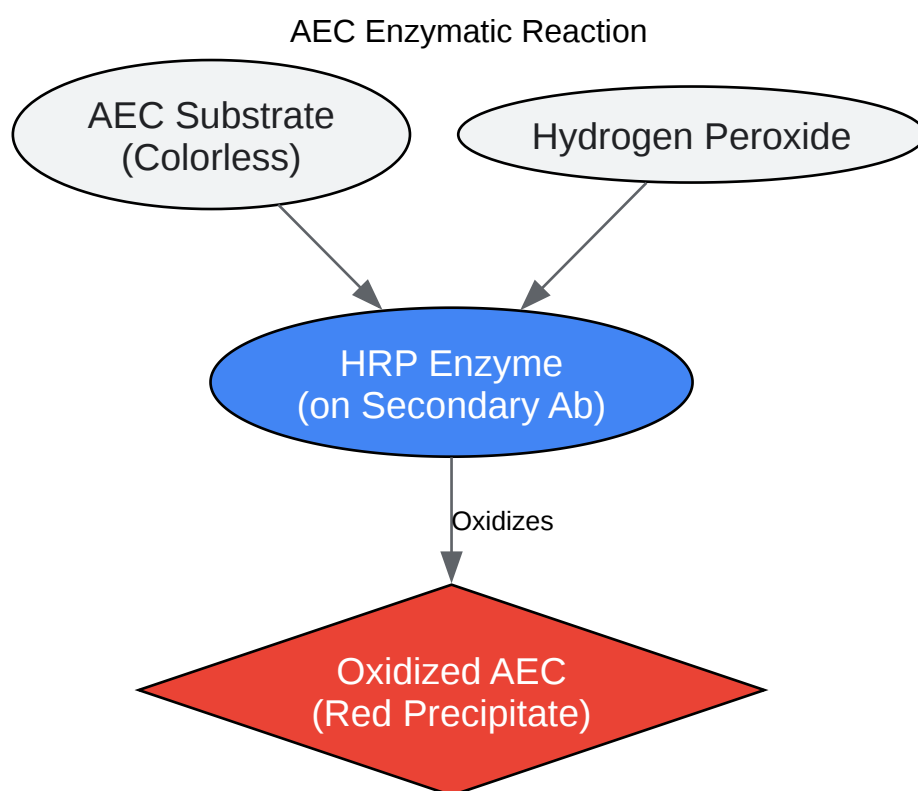 AEC Enzymatic Reaction
AEC Substrate
(Colorless)
Hydrogen Peroxide
HRP Enzyme
(on Secondary Ab)
Oxidizes
Oxidized AEC
(Red Precipitate)